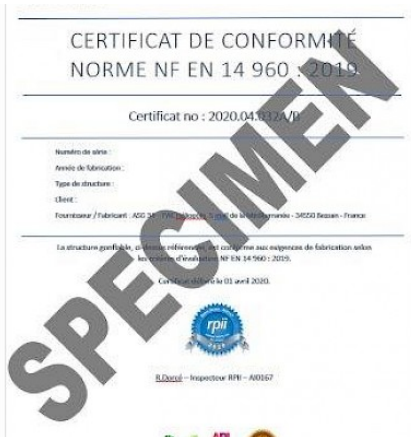 CERTIFICAT DE CONFORMITÉ
NORME NF EN 14 960 : 2019
Certificat no : 2020.04.032A/B
Numéro de série :
Année de fabrication :
Type de structure :
Client :
Fournisseur / Fabricant : ASG 34 - 34550 Bessan - France
La structure gonflable, ci-dessus référencée, est conforme aux exigences de fabrication selon
les critères d'évaluation NF EN 14 960 : 2019.
Certificat délivré le 01 avril 2020.
rpii
R.Dorcé – Inspecteur RPII – AI0167
SPECIMEN